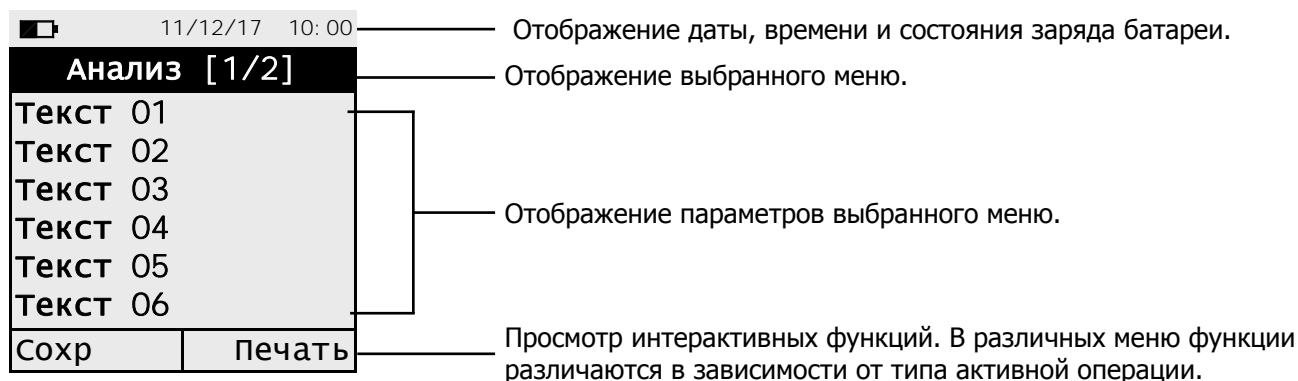 11/12/17 10:00
Отображение даты, времени и состояния заряда батареи.
Анализ [1/2]
Отображение выбранного меню.
Текст 01
Текст 02
Текст 03
Текст 04
Текст 05
Текст 06
Отображение параметров выбранного меню.
Сохр Печать
Просмотр интерактивных функций. В различных меню функции
различаются в зависимости от типа активной операции.